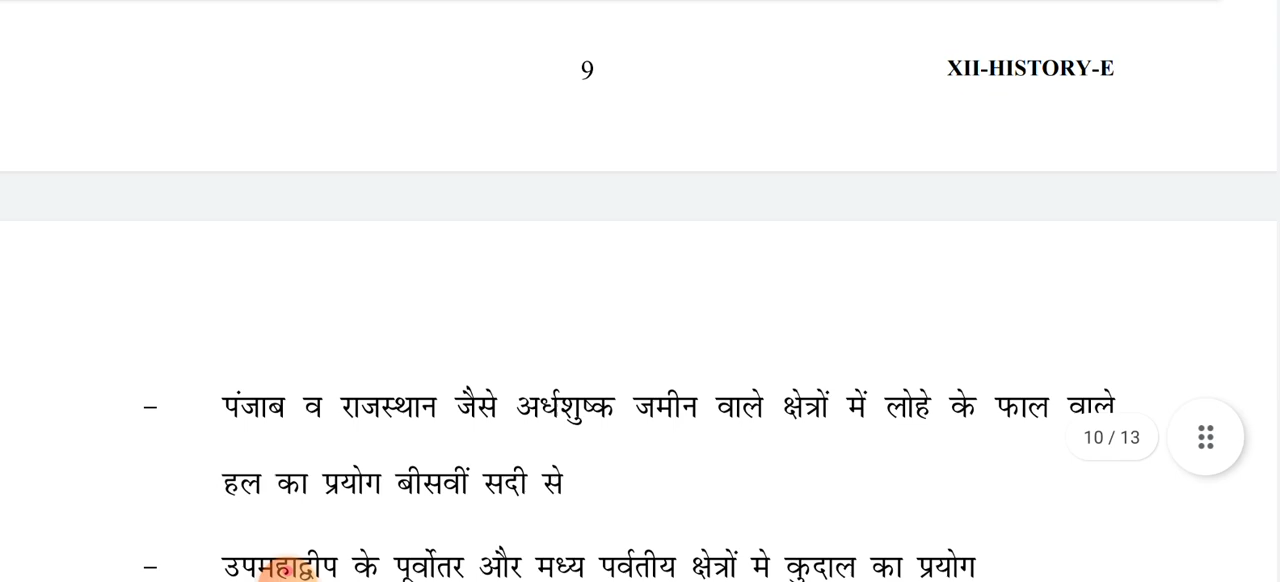 9
XII-HISTORY-E
– पंजाब व राजस्थान जैसे अर्धशुष्क जमीन वाले क्षेत्रों में लोहे के फाल वाले
10 / 13
हल का प्रयोग बीसवीं सदी से
– उपमहाद्वीप के पूर्वोतर और मध्य पर्वतीय क्षेत्रों मे कुदाल का प्रयोग